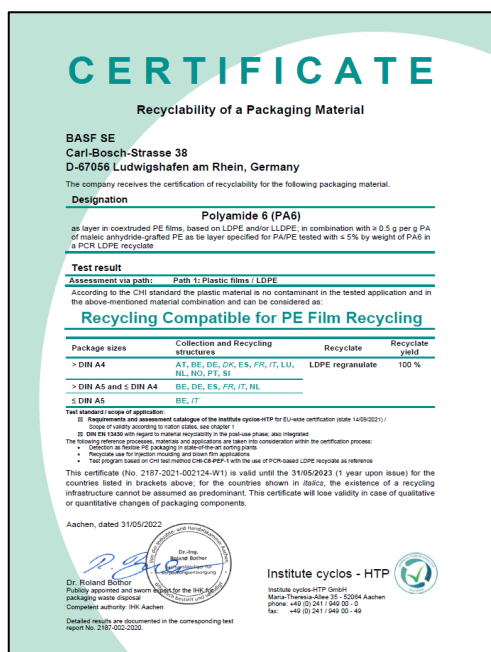 CERTIFICATE
Recyclability of a Packaging Material
BASF SE
Carl-Bosch-Strasse 38
D-67056 Ludwigshafen am Rhein, Germany
The company receives the certification of recyclability for the following packaging material.
Designation
Polyamide 6 (PA6)
as layer in coextruded PE films, based on LDPE and/or LLDPE; in combination with ≥ 0.5 g per g PA
of maleic anhydride-grafted PE as tie layer specified for PA/PE tested with ≤ 5% by weight of PA6 in
a PCR LDPE recyclate
Test result
Assessment via path: Path 1: Plastic films / LDPE
According to the CHI standard the plastic material is no contaminant in the tested application and in
the above-mentioned material combination and can be considered as:
Recycling Compatible for PE Film Recycling
Package sizes Collection and Recycling structures Recyclate Recyclate yield
> DIN A4 AT, BE, DE, DK, ES, FR, IT, LU, NL, NO, PT, SI LDPE regranulate 100 %
> DIN A5 and ≤ DIN A4 BE, DE, ES, FR, IT, NL
≤ DIN A5 BE, IT
Test standard / scope of application:
☒ Requirements and assessment catalogue of the institute cyclos-HTP for EU-wide certification (state 14/09/2021) /
Scope of validity according to nation states, see chapter 1
☒ DIN EN 13430 with regard to material recyclability in the post-use phase; also integrated
The following reference processes, materials and applications are taken into consideration within the certification process:
• Detection as flexible PE packaging in state-of-the-art sorting plants
• Recyclate use for injection moulding and blown film applications
• Test program based on CHI test method CHI-C8-PEF-1 with the use of PCR-based LDPE recyclate as reference
This certificate (No. 2187-2021-002124-W1) is valid until the 31/05/2023 (1 year upon issue) for the
countries listed in brackets above; for the countries shown in italics, the existence of a recycling
infrastructure cannot be assumed as predominant. This certificate will lose validity in case of qualitative
or quantitative changes of packaging components.
Aachen, dated 31/05/2022
Dr.-Ing.
Roland Bothor
Dr. Roland Bothor
Publicly appointed and sworn expert for the IHK for
packaging waste disposal
Competent authority: IHK Aachen
Detailed results are documented in the corresponding test
report No. 2187-002-2020.
Institute cyclos - HTP
Institute cyclos-HTP GmbH
Maria-Theresia-Allee 35 - 52064 Aachen
phone: +49 (0) 241 / 949 00 - 0
fax: +49 (0) 241 / 949 00 - 49